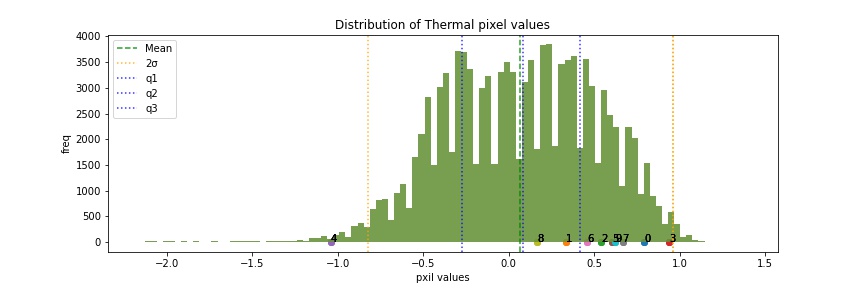 Distribution of Thermal pixel values
freq
4000
3500
3000
2500
2000
1500
1000
500
0
Mean
2σ
q1
q2
q3
4 8 1 6 2 5 9 7 0 3
−2.0 −1.5 −1.0 −0.5 0.0 0.5 1.0 1.5
pxil values